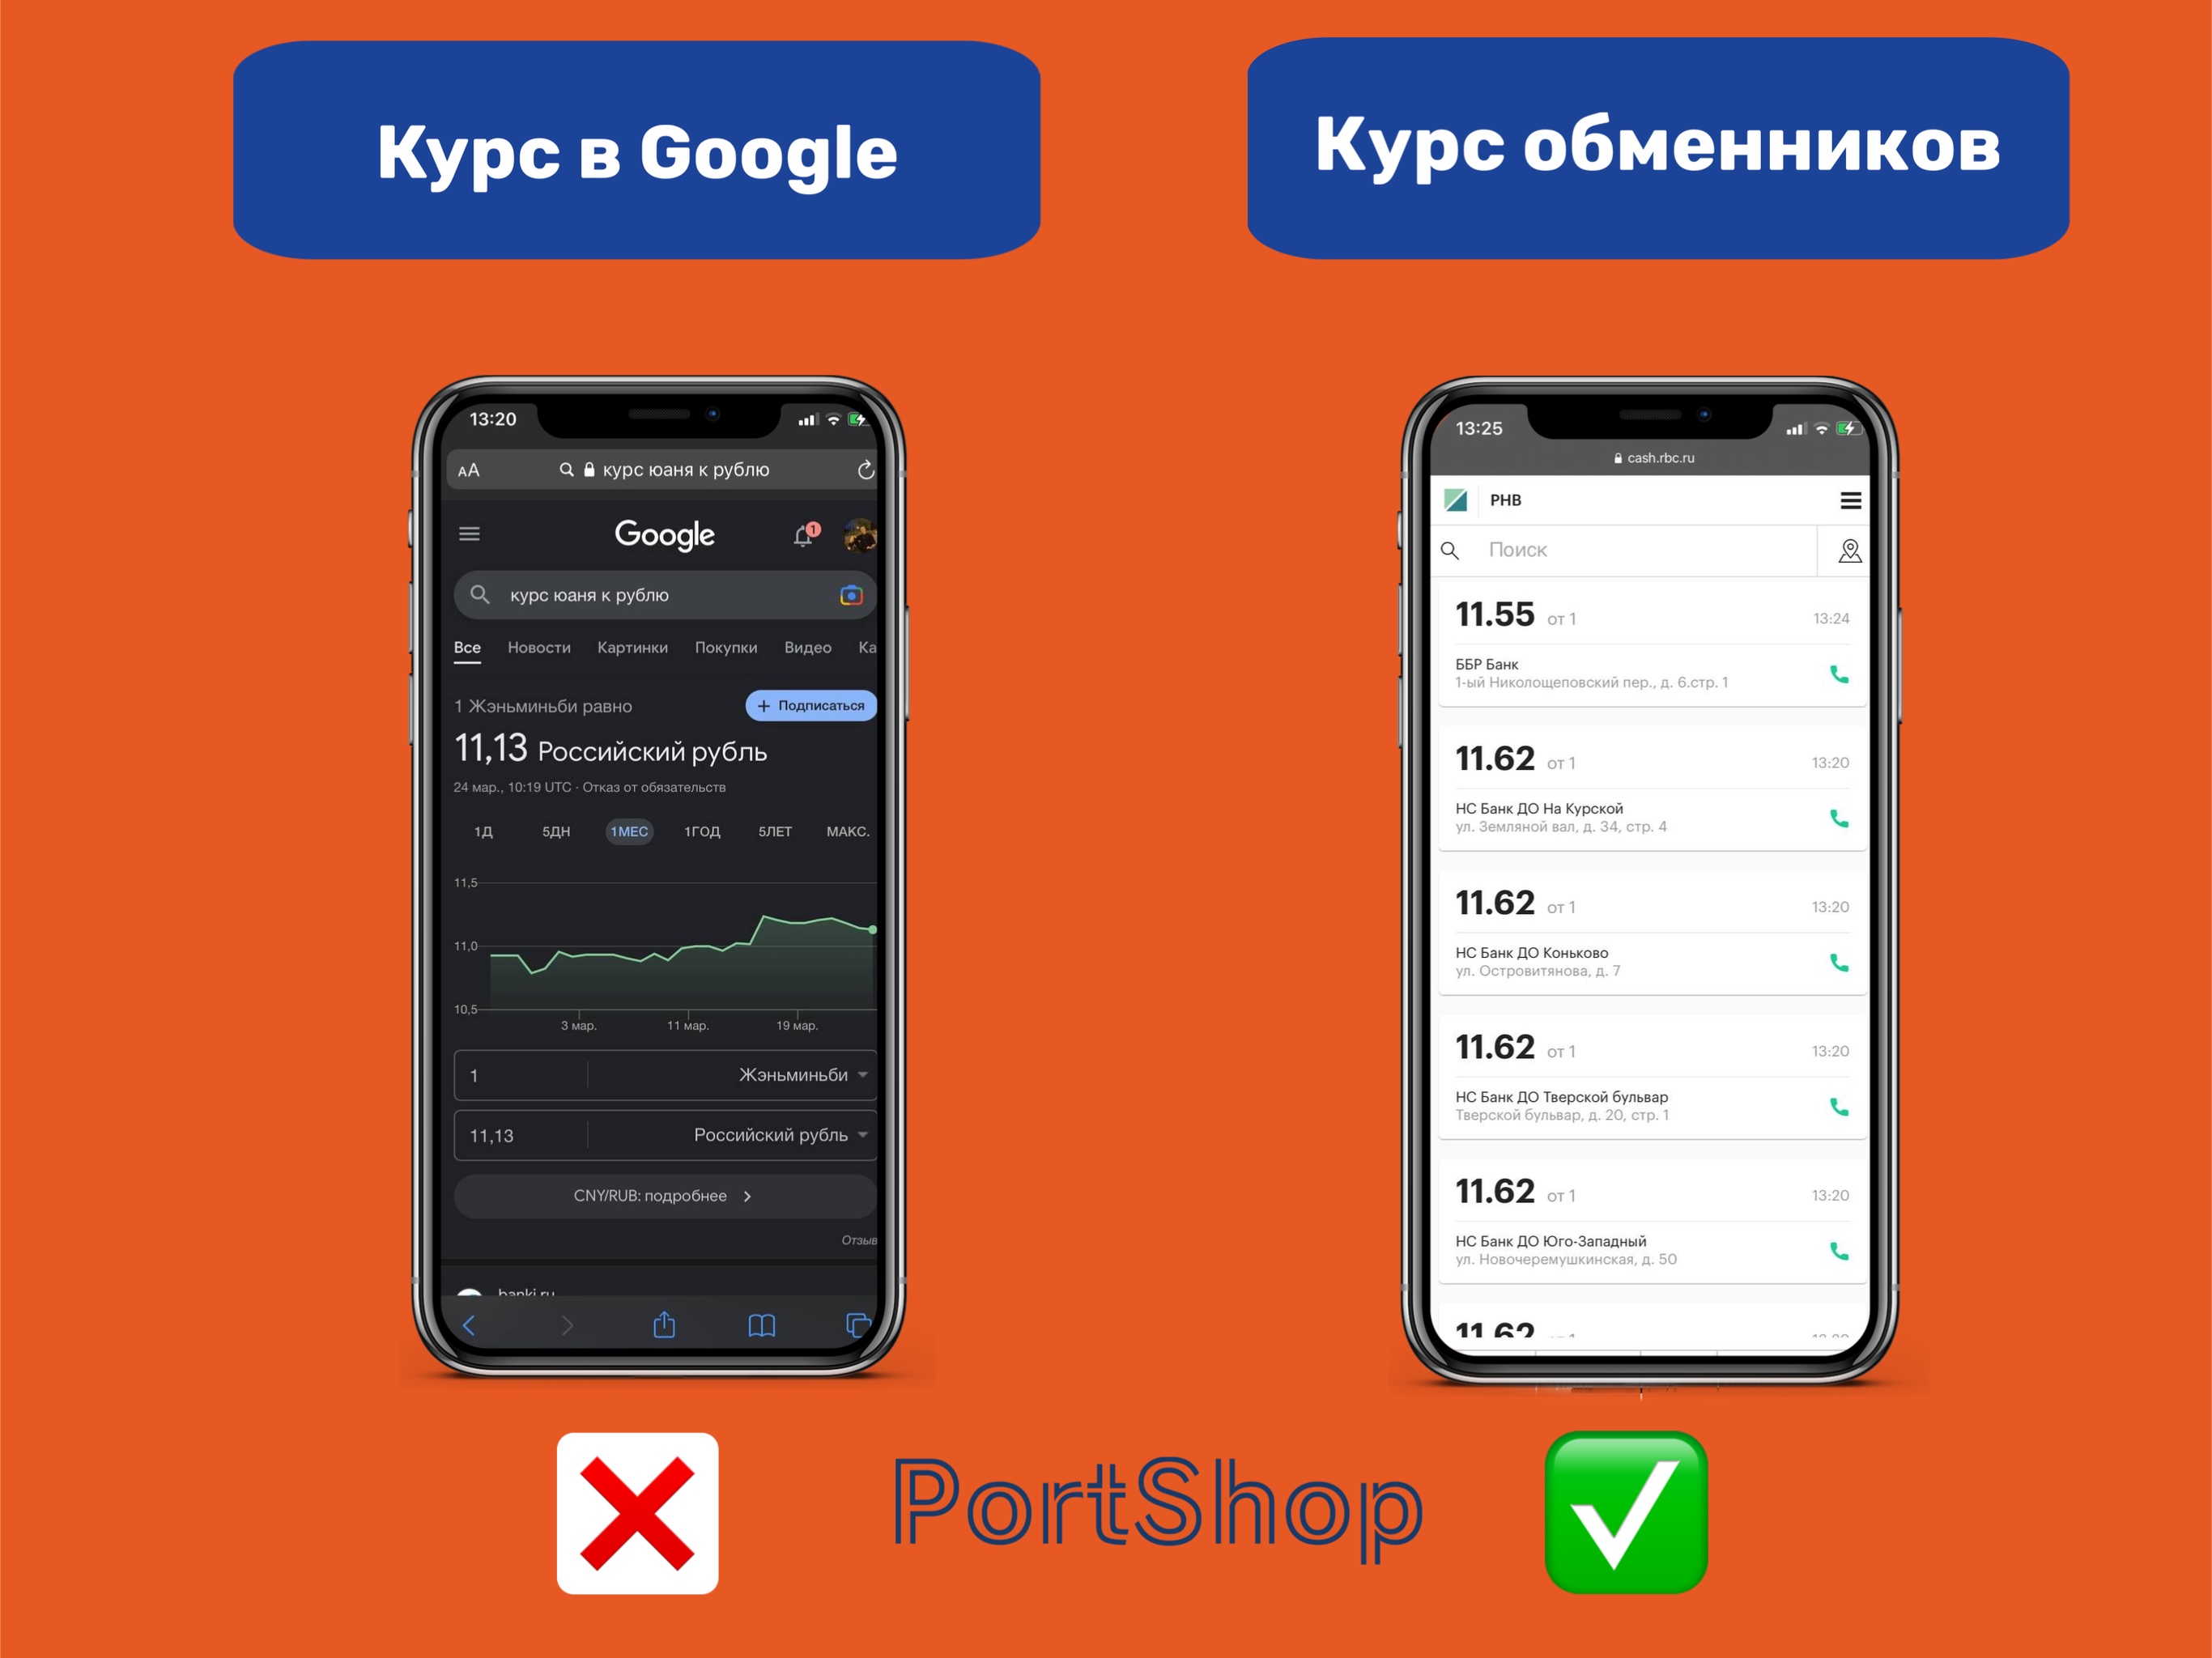 Курс в Google
Курс обменников
13:20
AA курс юаня к рублю
Google
1
курс юаня к рублю
Все Новости Картинки Покупки Видео Ка
1 Жэньминьби равно
+ Подписаться
11,13 Российский рубль
24 мар., 10:19 UTC · Отказ от обязательств
1Д 5ДН 1МЕС 1ГОД 5ЛЕТ МАКС.
11,5
11,0
10,5
3 мар. 11 мар. 19 мар.
1 Жэньминьби
11,13 Российский рубль
CNY/RUB: подробнее
Отзыв
banki.ru
13:25
cash.rbc.ru
РНВ
Поиск
11.55 от 1 13:24
ББР Банк
1-ый Николощеповский пер., д. 6.стр. 1
11.62 от 1 13:20
НС Банк ДО На Курской
ул. Земляной вал, д. 34, стр. 4
11.62 от 1 13:20
НС Банк ДО Коньково
ул. Островитянова, д. 7
11.62 от 1 13:20
НС Банк ДО Тверской бульвар
Тверской бульвар, д. 20, стр. 1
11.62 от 1 13:20
НС Банк ДО Юго-Западный
ул. Новочеремушкинская, д. 50
11.62
PortShop